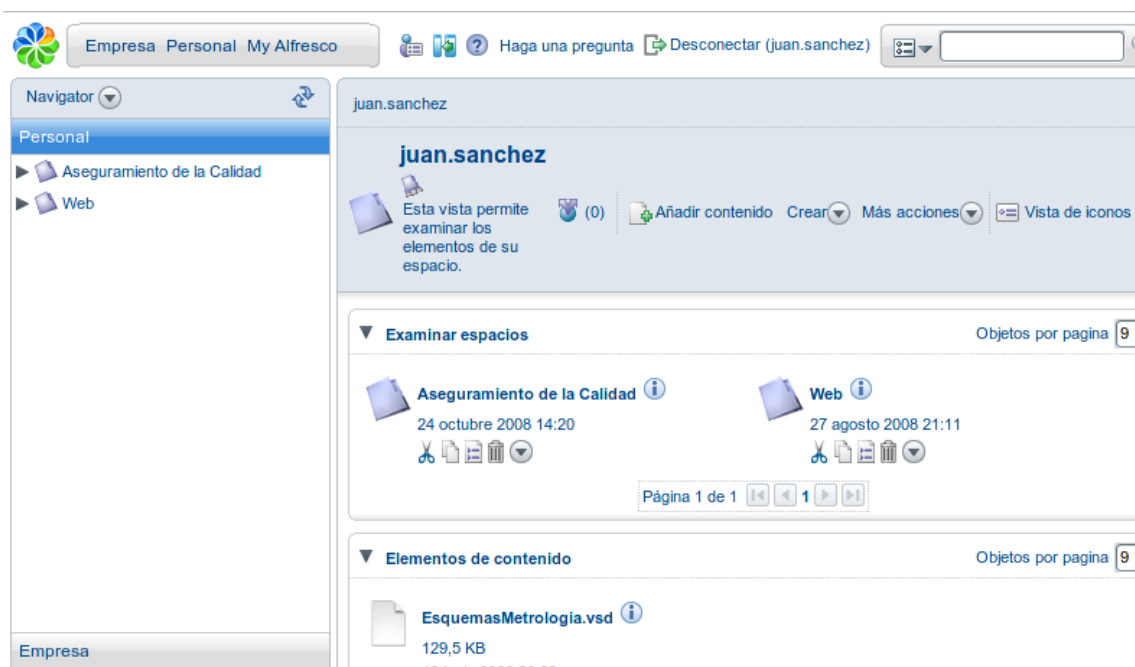 Empresa Personal My Alfresco
Haga una pregunta
Desconectar (juan.sanchez)
Navigator
Personal
Aseguramiento de la Calidad
Web
Empresa
juan.sanchez
juan.sanchez
Esta vista permite
examinar los
elementos de su
espacio.
(0)
Añadir contenido
Crear
Más acciones
Vista de iconos
Examinar espacios
Objetos por pagina 9
Aseguramiento de la Calidad
24 octubre 2008 14:20
Web
27 agosto 2008 21:11
Página 1 de 1
1
Elementos de contenido
Objetos por pagina 9
EsquemasMetrologia.vsd
129,5 KB